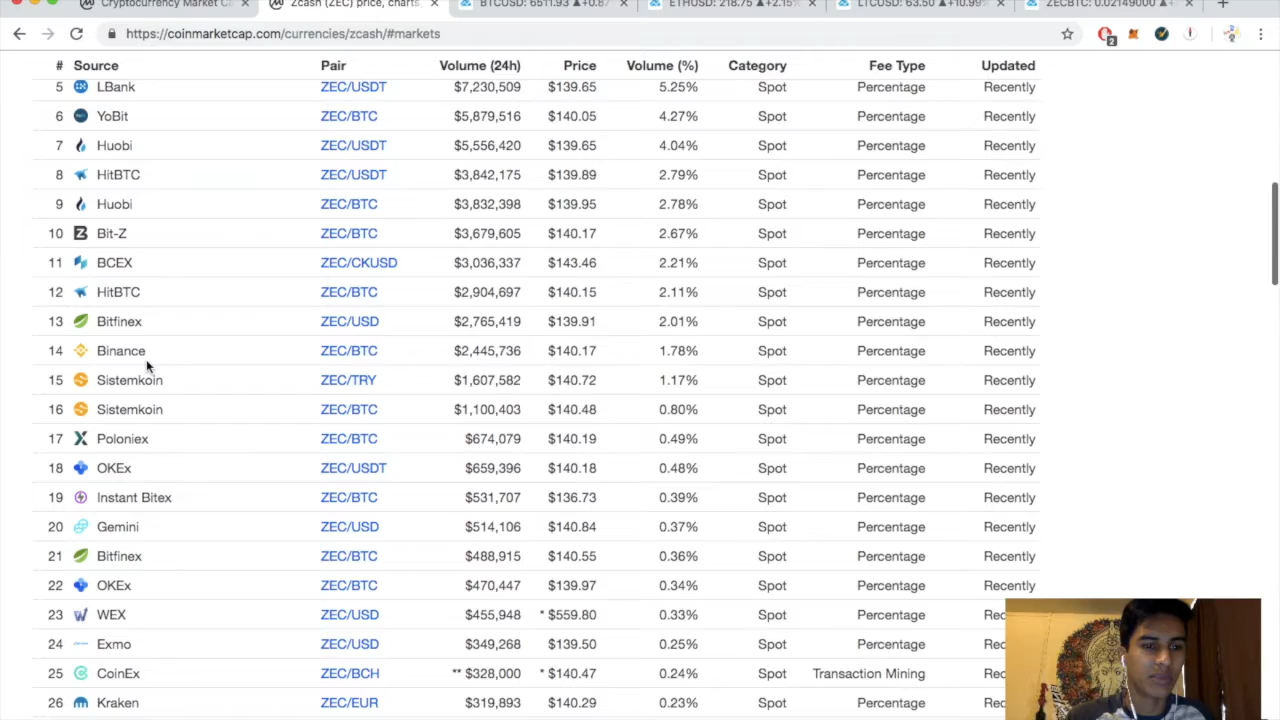 Cryptocurrency Market Ca
Zcash (ZEC) price, charts,
BTCUSD: 6511.93 ▲+0.8
ETHUSD: 218.75 ▲+2.15
LTCUSD: 63.50 ▲+10.99
ZECBTC: 0.02149000 ▲+
https://coinmarketcap.com/currencies/zcash/#markets
2
# Source Pair Volume (24h) Price Volume (%) Category Fee Type Updated
5 LBank ZEC/USDT $7,230,509 $139.65 5.25% Spot Percentage Recently
6 YoBit ZEC/BTC $5,879,516 $140.05 4.27% Spot Percentage Recently
7 Huobi ZEC/USDT $5,556,420 $139.65 4.04% Spot Percentage Recently
8 HitBTC ZEC/USDT $3,842,175 $139.89 2.79% Spot Percentage Recently
9 Huobi ZEC/BTC $3,832,398 $139.95 2.78% Spot Percentage Recently
10 Bit-Z ZEC/BTC $3,679,605 $140.17 2.67% Spot Percentage Recently
11 BCEX ZEC/CKUSD $3,036,337 $143.46 2.21% Spot Percentage Recently
12 HitBTC ZEC/BTC $2,904,697 $140.15 2.11% Spot Percentage Recently
13 Bitfinex ZEC/USD $2,765,419 $139.91 2.01% Spot Percentage Recently
14 Binance ZEC/BTC $2,445,736 $140.17 1.78% Spot Percentage Recently
15 Sistemkoin ZEC/TRY $1,607,582 $140.72 1.17% Spot Percentage Recently
16 Sistemkoin ZEC/BTC $1,100,403 $140.48 0.80% Spot Percentage Recently
17 Poloniex ZEC/BTC $674,079 $140.19 0.49% Spot Percentage Recently
18 OKEx ZEC/USDT $659,396 $140.18 0.48% Spot Percentage Recently
19 Instant Bitex ZEC/BTC $531,707 $136.73 0.39% Spot Percentage Recently
20 Gemini ZEC/USD $514,106 $140.84 0.37% Spot Percentage Recently
21 Bitfinex ZEC/BTC $488,915 $140.55 0.36% Spot Percentage Recently
22 OKEx ZEC/BTC $470,447 $139.97 0.34% Spot Percentage Recently
23 WEX ZEC/USD $455,948 * $559.80 0.33% Spot Percentage Rec
24 Exmo ZEC/USD $349,268 $139.50 0.25% Spot Percentage Rec
25 CoinEx ZEC/BCH ** $328,000 * $140.47 0.24% Spot Transaction Mining Rec
26 Kraken ZEC/EUR $319,893 $140.29 0.23% Spot Percentage Rec